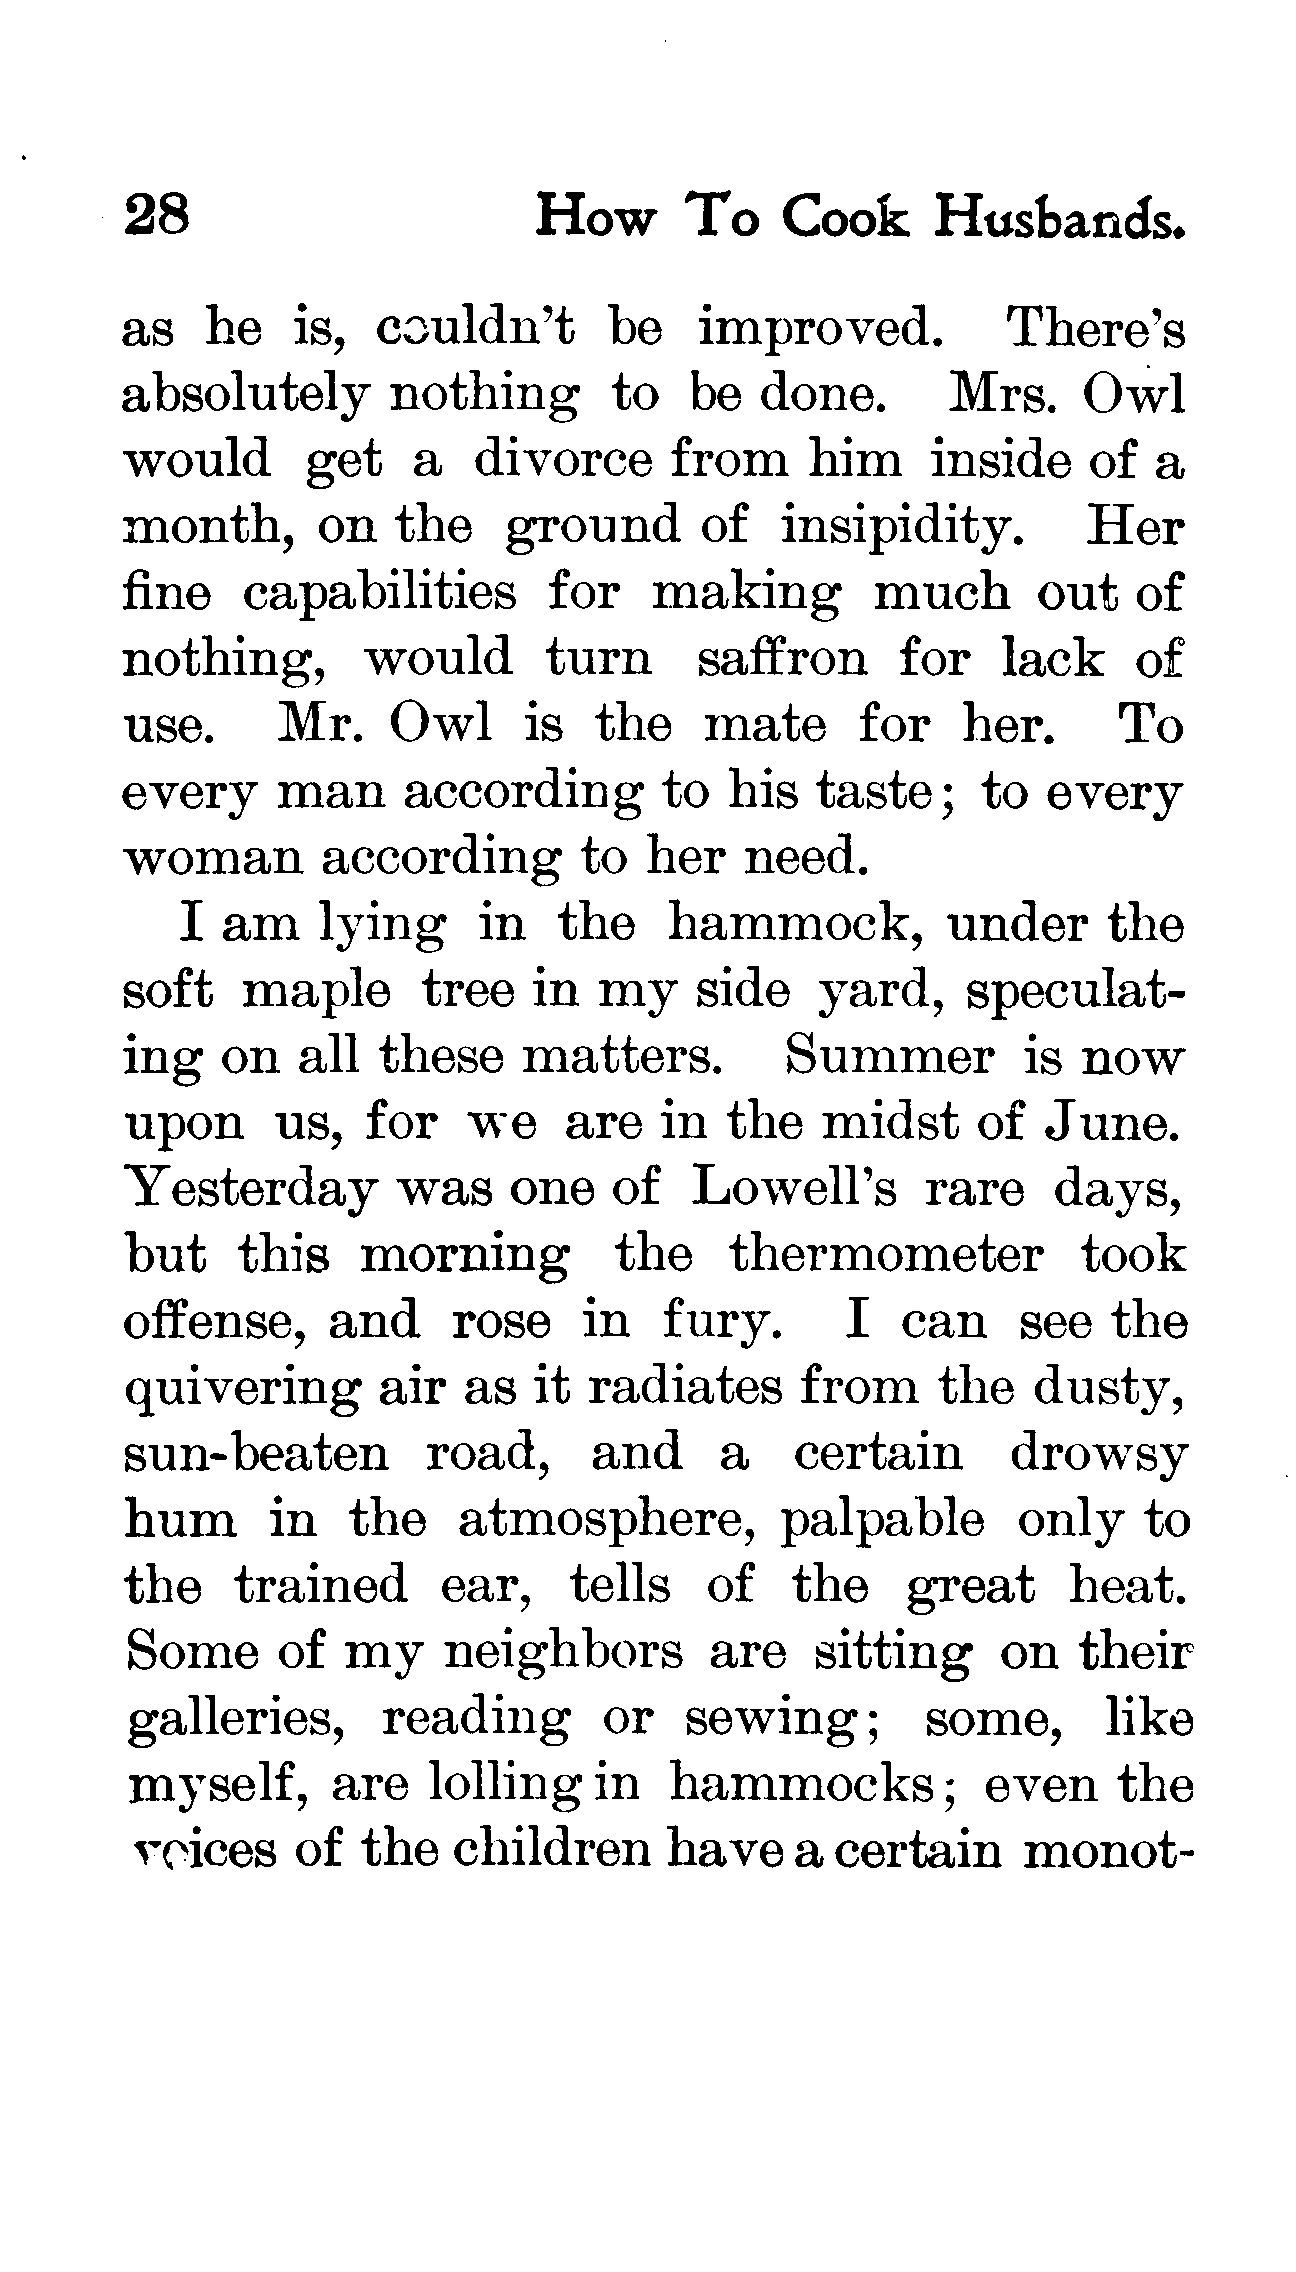 28 How To Cook Husbands.
as he is, couldn't be improved. There's
absolutely nothing to be done. Mrs. Owl
would get a divorce from him inside of a
month, on the ground of insipidity. Her
fine capabilities for making much out of
nothing, would turn saffron for lack of
use. Mr. Owl is the mate for her. To
every man according to his taste; to every
woman according to her need.
I am lying in the hammock, under the
soft maple tree in my side yard, speculat-
ing on all these matters. Summer is now
upon us, for we are in the midst of June.
Yesterday was one of Lowell's rare days,
but this morning the thermometer took
offense, and rose in fury. I can see the
quivering air as it radiates from the dusty,
sun-beaten road, and a certain drowsy
hum in the atmosphere, palpable only to
the trained ear, tells of the great heat.
Some of my neighbors are sitting on their
galleries, reading or sewing; some, like
myself, are lolling in hammocks; even the
voices of the children have a certain monot-